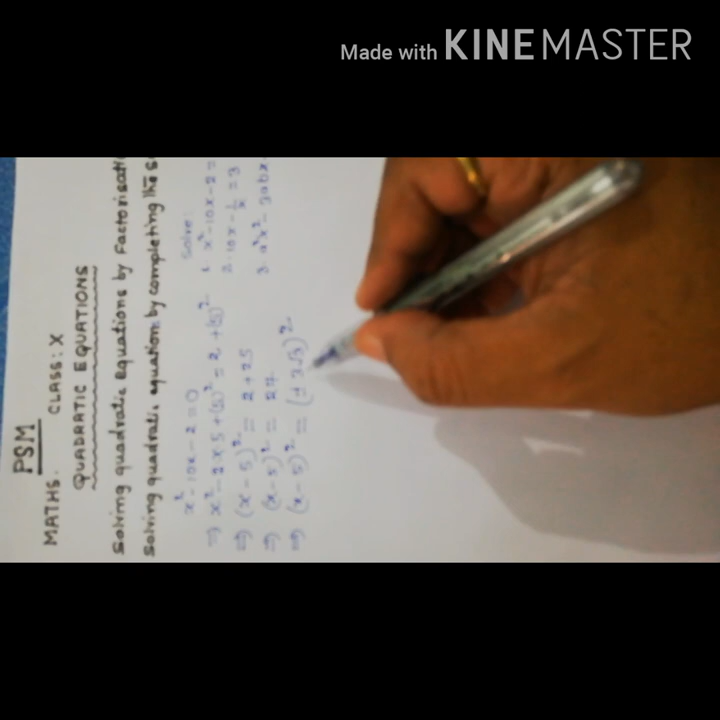 Made with KINEMASTER
PSM
MATHS. CLASS: X
QUADRATIC EQUATIONS
Solving quadratic equations by Factorisati
Solving quadratic equation by completing the s
x² - 10x - 2 = 0
⇒ x² - 2 x 5 + (5)² = 2 + (5)²
⇒ (x - 5)² = 2 + 25
⇒ (x - 5)² = 27
⇒ (x - 5)² = (± 3√3)²
Solve:
1. x² - 10x - 2 =
2. 10x - 1/x = 3
3. a²x² - 3abx